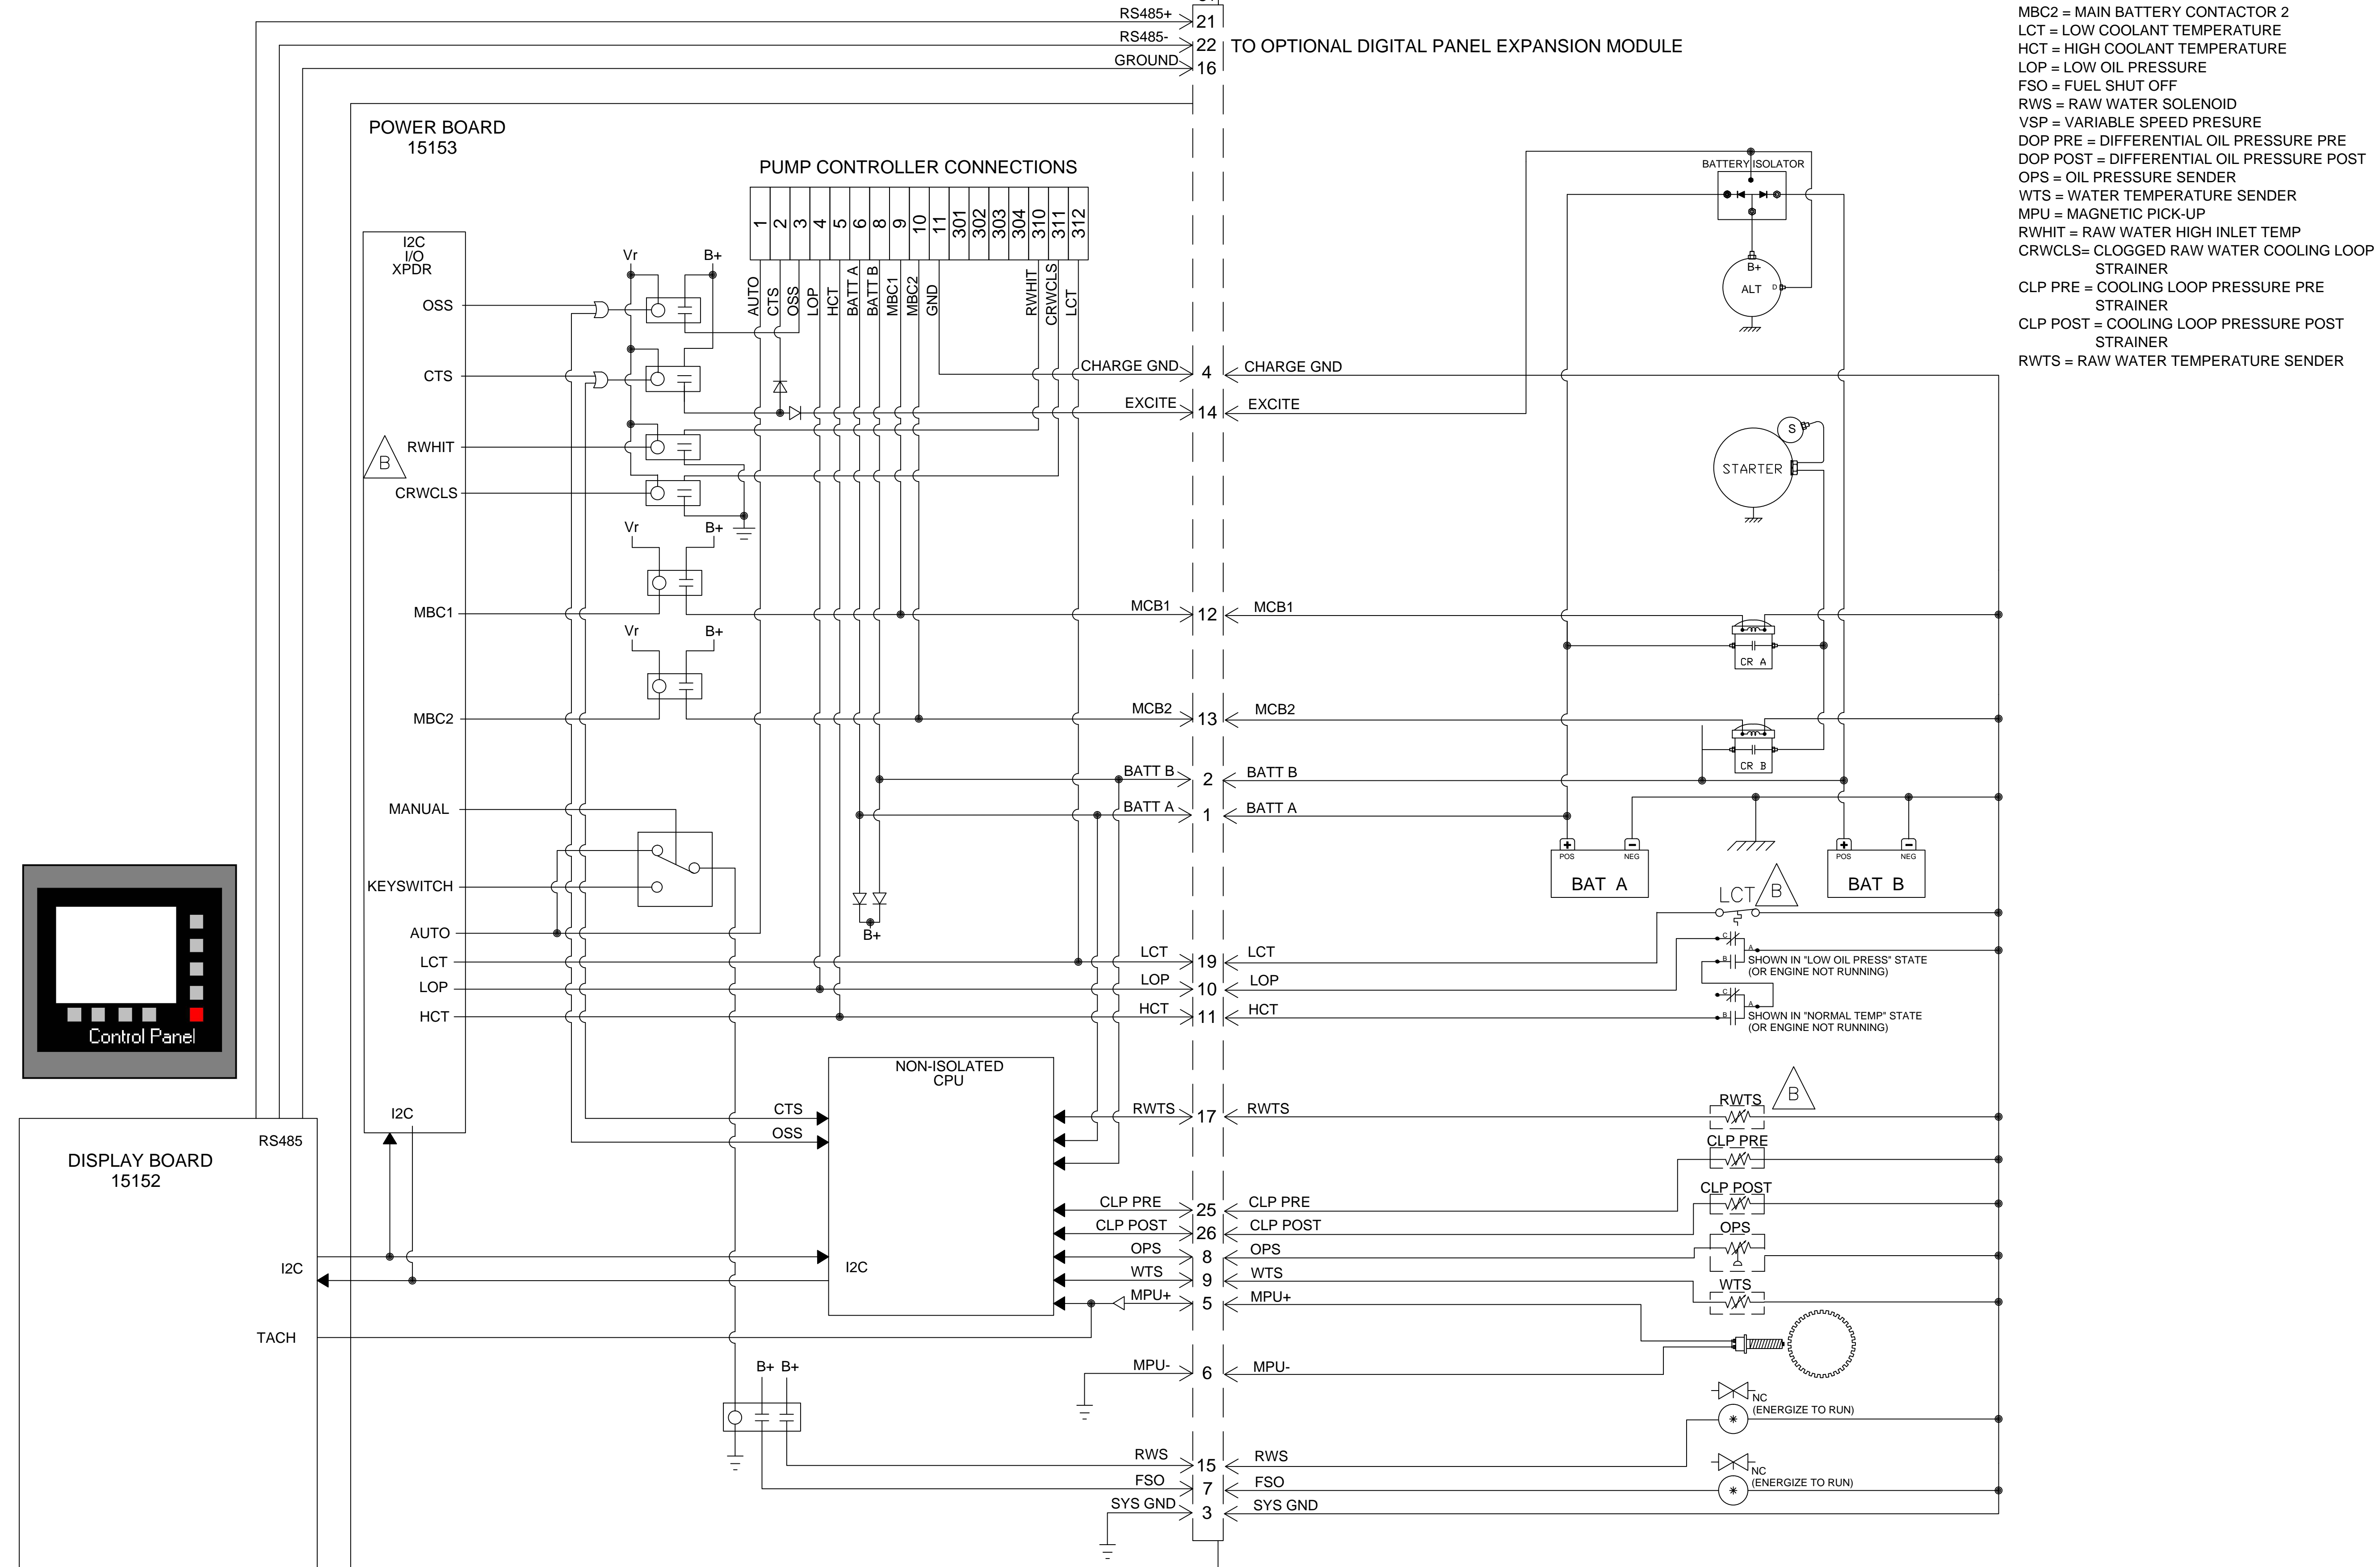 RS485+
21
RS485-
22
TO OPTIONAL DIGITAL PANEL EXPANSION MODULE
GROUND
16
MBC2 = MAIN BATTERY CONTACTOR 2
LCT = LOW COOLANT TEMPERATURE
HCT = HIGH COOLANT TEMPERATURE
LOP = LOW OIL PRESSURE
FSO = FUEL SHUT OFF
RWS = RAW WATER SOLENOID
VSP = VARIABLE SPEED PRESURE
DOP PRE = DIFFERENTIAL OIL PRESSURE PRE
DOP POST = DIFFERENTIAL OIL PRESSURE POST
OPS = OIL PRESSURE SENDER
WTS = WATER TEMPERATURE SENDER
MPU = MAGNETIC PICK-UP
RWHIT = RAW WATER HIGH INLET TEMP
CRWCLS= CLOGGED RAW WATER COOLING LOOP
STRAINER
CLP PRE = COOLING LOOP PRESSURE PRE
STRAINER
CLP POST = COOLING LOOP PRESSURE POST
STRAINER
RWTS = RAW WATER TEMPERATURE SENDER
POWER BOARD
15153
PUMP CONTROLLER CONNECTIONS
1 2 3 4 5 6 8 9 10 11 301 302 303 304 310 311 312
AUTO CTS OSS LOP HCT BATT A BATT B MBC1 MBC2 GND RWHIT CRWCLS LCT
I2C
I/O
XPDR
OSS
CTS
RWHIT
B
CRWCLS
MBC1
MBC2
MANUAL
KEYSWITCH
AUTO
LCT
LOP
HCT
I2C
Vr B+
Vr B+
Vr B+
B+
BATTERY ISOLATOR
B+
ALT D
CHARGE GND 4 CHARGE GND
EXCITE 14 EXCITE
S
STARTER
MCB1 12 MCB1
CR A
MCB2 13 MCB2
CR B
BATT B 2 BATT B
BATT A 1 BATT A
POS NEG
BAT A
POS NEG
BAT B
LCT B
LCT 19 LCT
C A
B SHOWN IN "LOW OIL PRESS" STATE
(OR ENGINE NOT RUNNING)
LOP 10 LOP
C A
HCT 11 HCT
B SHOWN IN "NORMAL TEMP" STATE
(OR ENGINE NOT RUNNING)
Control Panel
NON-ISOLATED
CPU
CTS
OSS
I2C
B
RWTS
RWTS 17 RWTS
CLP PRE
CLP POST
CLP PRE 25 CLP PRE
CLP POST 26 CLP POST
OPS
OPS 8 OPS
WTS 9 WTS
WTS
MPU+ 5 MPU+
MPU- 6 MPU-
RS485
DISPLAY BOARD
15152
I2C
TACH
B+ B+
NC
(ENERGIZE TO RUN)
RWS 15 RWS
NC
(ENERGIZE TO RUN)
FSO 7 FSO
SYS GND 3 SYS GND